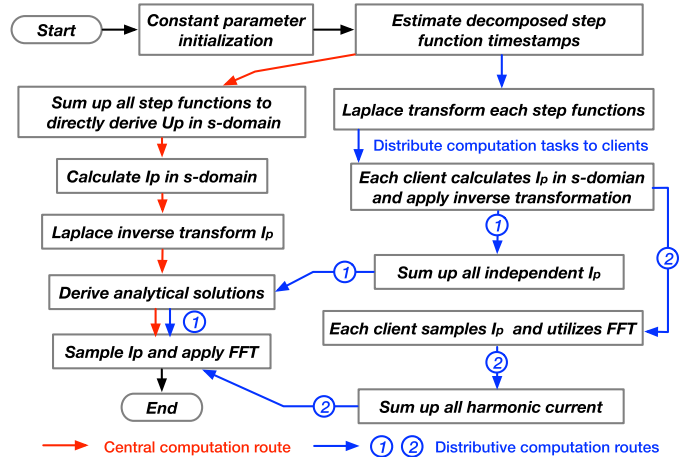 Start
Constant parameter
initialization
Estimate decomposed step
function timestamps
Sum up all step functions to
directly derive Up in s-domain
Laplace transform each step functions
Distribute computation tasks to clients
Calculate Ip in s-domain
Each client calculates Ip in s-domian
and apply inverse transformation
Laplace inverse transform Ip
1
2
1
Sum up all independent Ip
Derive analytical solutions
1
Each client samples Ip and utilizes FFT
Sample Ip and apply FFT
2
End
2
Sum up all harmonic current
Central computation route
1 2 Distributive computation routes